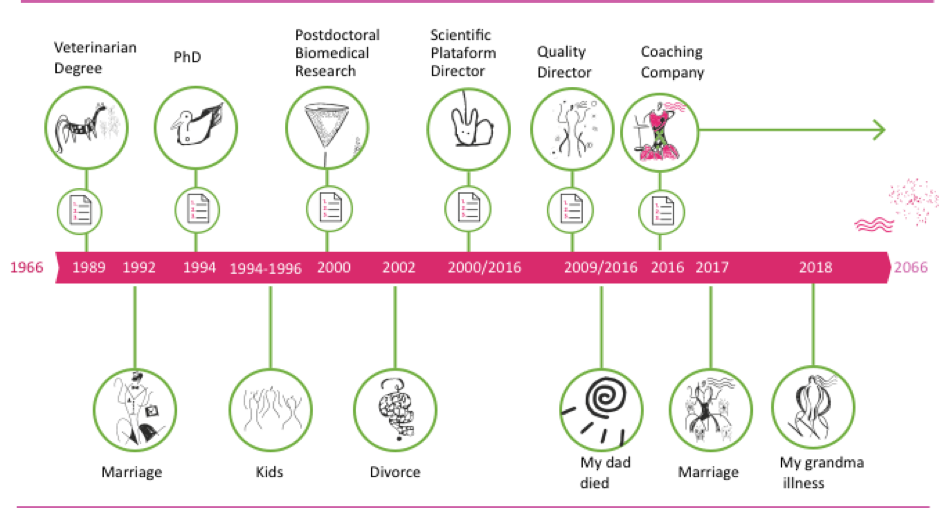 Veterinarian
Degree
PhD
Postdoctoral
Biomedical
Research
Scientific
Plataform
Director
Quality
Director
Coaching
Company
1966
1989
1992
1994
1994-1996
2000
2002
2000/2016
2009/2016
2016
2017
2018
2066
Marriage
Kids
Divorce
My dad
died
Marriage
My grandma
illness